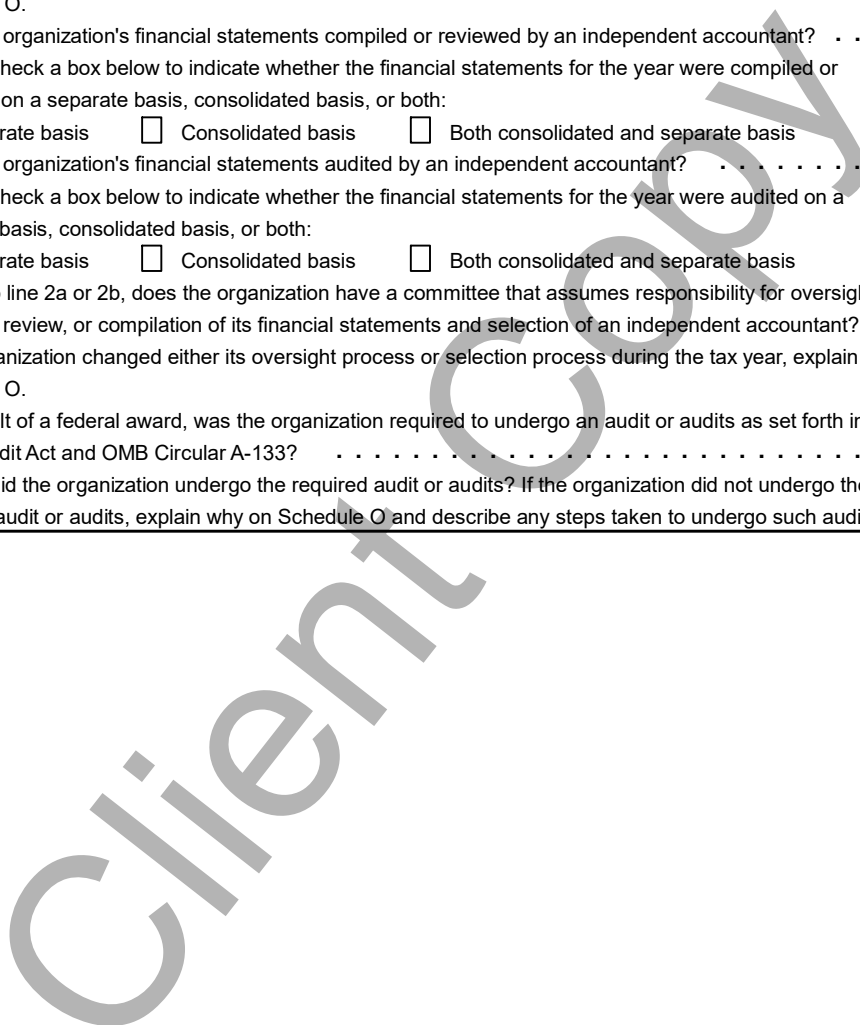 O.
organization's financial statements compiled or reviewed by an independent accountant? . .
heck a box below to indicate whether the financial statements for the year were compiled or
on a separate basis, consolidated basis, or both:
rate basis Consolidated basis Both consolidated and separate basis
organization's financial statements audited by an independent accountant? . . . . . . . .
heck a box below to indicate whether the financial statements for the year were audited on a
basis, consolidated basis, or both:
rate basis Consolidated basis Both consolidated and separate basis
line 2a or 2b, does the organization have a committee that assumes responsibility for oversigh
review, or compilation of its financial statements and selection of an independent accountant?
anization changed either its oversight process or selection process during the tax year, explain
O.
lt of a federal award, was the organization required to undergo an audit or audits as set forth in
dit Act and OMB Circular A-133? . . . . . . . . . . . . . . . . . . . . . . . . . . . .
id the organization undergo the required audit or audits? If the organization did not undergo the
audit or audits, explain why on Schedule O and describe any steps taken to undergo such audi
Client Copy